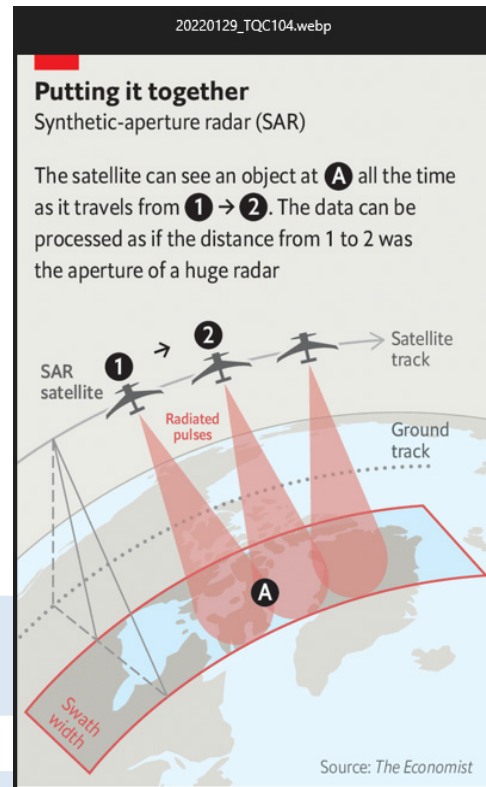 20220129_TQC104.webp
Putting it together
Synthetic-aperture radar (SAR)
The satellite can see an object at A all the time
as it travels from 1 → 2. The data can be
processed as if the distance from 1 to 2 was
the aperture of a huge radar
1 → 2
SAR
satellite
Satellite
track
Radiated
pulses
Ground
track
A
Swath
width
Source: The Economist